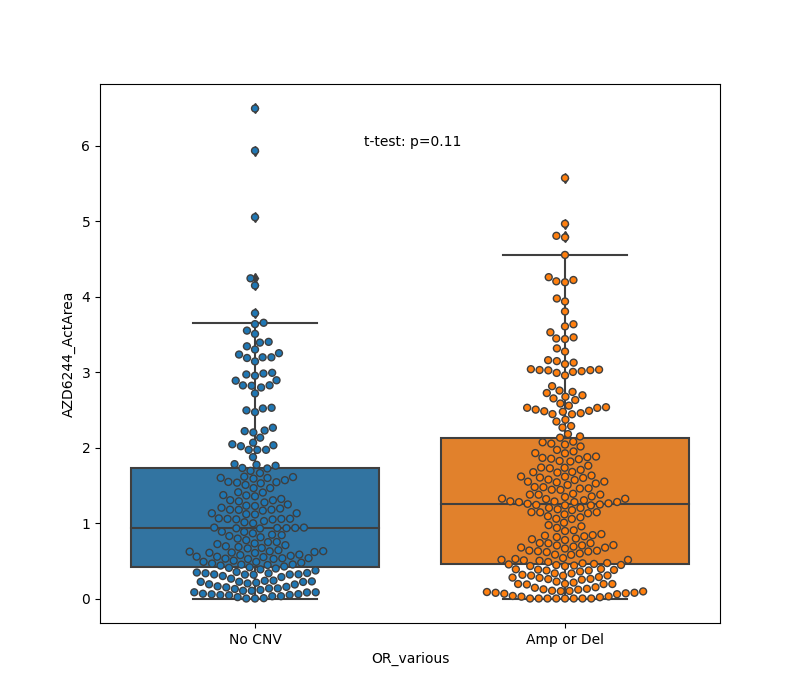 t-test: p=0.11
AZD6244_ActArea
6
5
4
3
2
1
0
No CNV
Amp or Del
OR_various